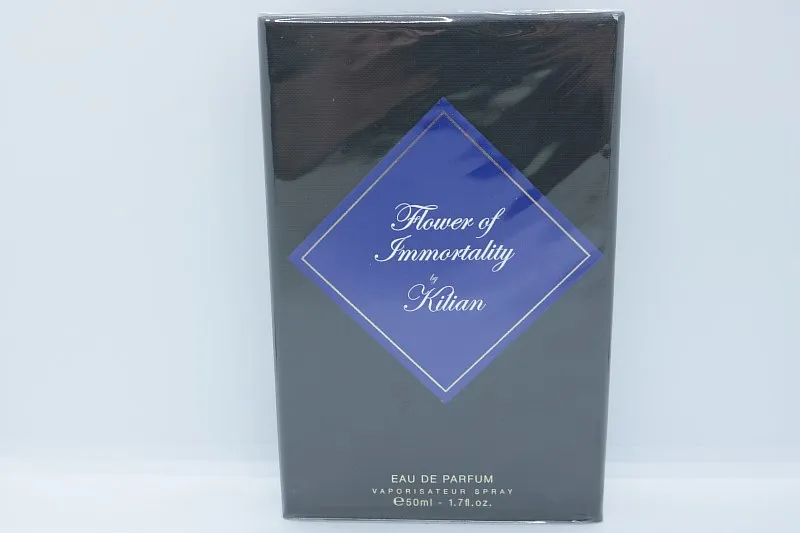 Flower of
Immortality
by
Kilian
EAU DE PARFUM
VAPORISATEUR SPRAY
℮50ml - 1.7fl.oz.